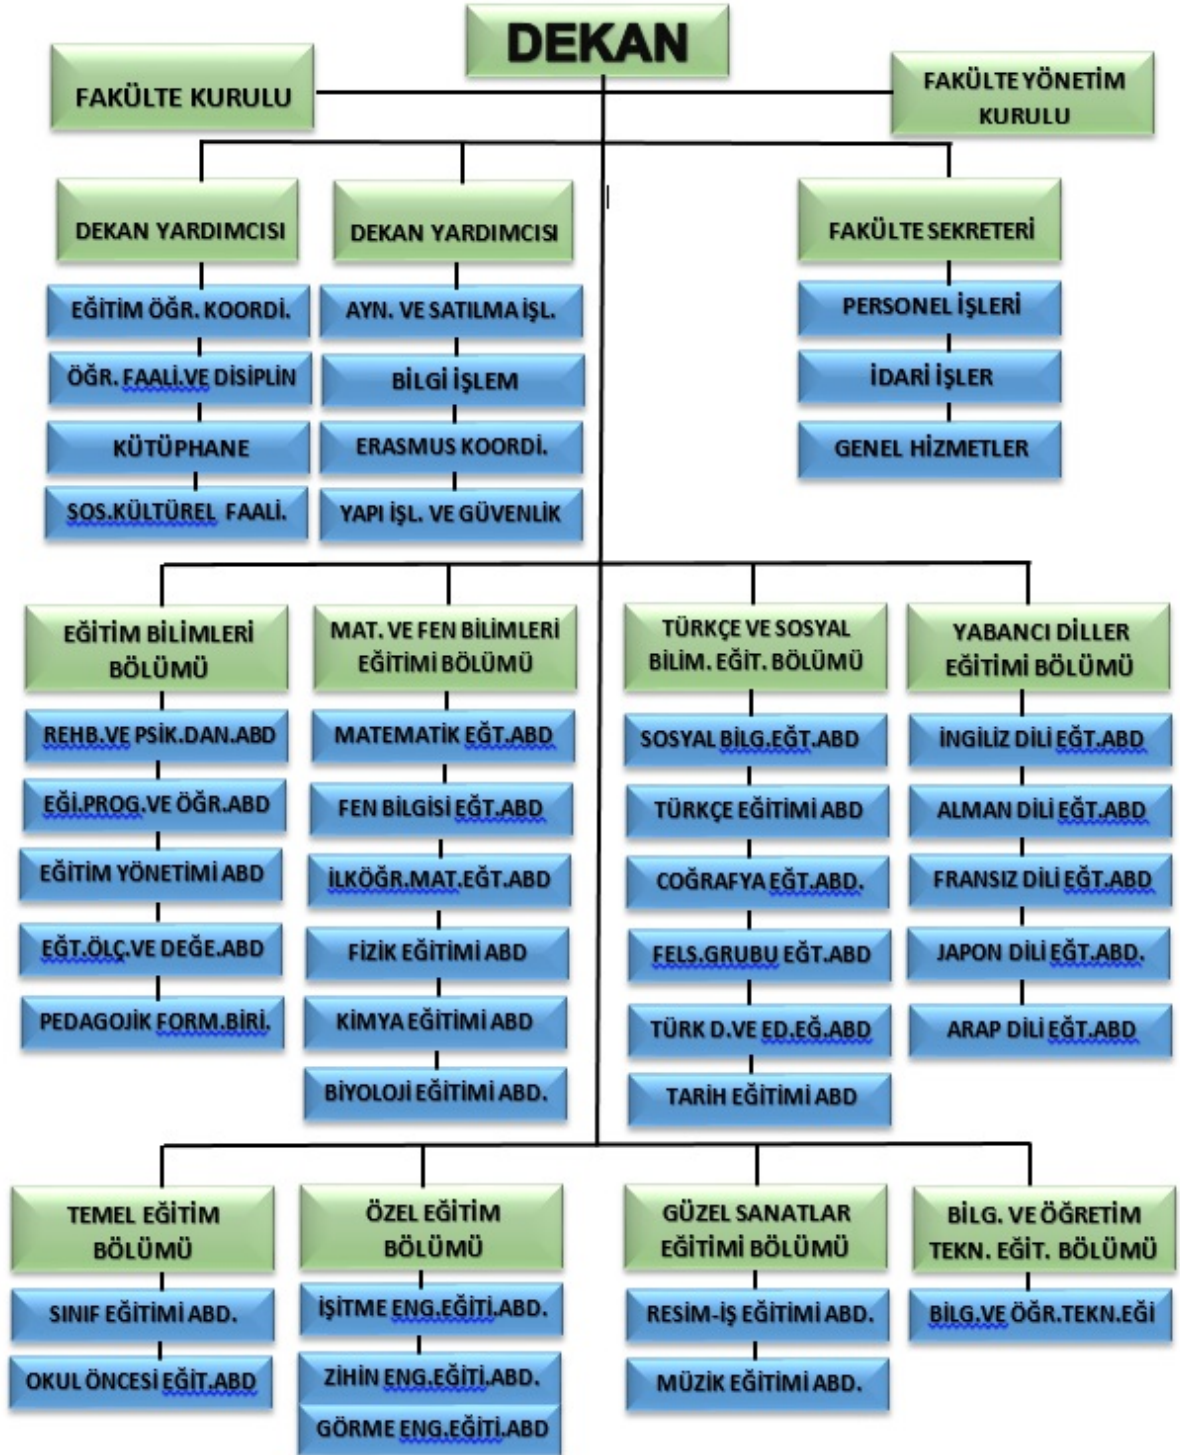 DEKAN
FAKÜLTE KURULU
FAKÜLTE YÖNETİM
KURULU
DEKAN YARDIMCISI
DEKAN YARDIMCISI
FAKÜLTE SEKRETERİ
EĞİTİM ÖĞR. KOORDİ.
ÖĞR. FAALİ.VE DİSİPLİN
KÜTÜPHANE
SOS.KÜLTÜREL FAALİ.
AYN. VE SATILMA İŞL.
BİLGİ İŞLEM
ERASMUS KOORDİ.
YAPI İŞL. VE GÜVENLİK
PERSONEL İŞLERİ
İDARİ İŞLER
GENEL HİZMETLER
EĞİTİM BİLİMLERİ
BÖLÜMÜ
REHB.VE PSİK.DAN.ABD
EĞİ.PROG.VE ÖĞR.ABD
EĞİTİM YÖNETİMİ ABD
EĞT.ÖLÇ.VE DEĞE.ABD
PEDAGOJİK FORM.BİRİ.
MAT. VE FEN BİLİMLERİ
EĞİTİMİ BÖLÜMÜ
MATEMATİK EĞT.ABD
FEN BİLGİSİ EĞT.ABD
İLKÖĞR.MAT.EĞT.ABD
FİZİK EĞİTİMİ ABD
KİMYA EĞİTİMİ ABD
BİYOLOJİ EĞİTİMİ ABD.
TÜRKÇE VE SOSYAL
BİLİM. EĞİT. BÖLÜMÜ
SOSYAL BİLG.EĞT.ABD
TÜRKÇE EĞİTİMİ ABD
COĞRAFYA EĞT.ABD.
FELS.GRUBU EĞT.ABD
TÜRK D.VE ED.EĞ.ABD
TARİH EĞİTİMİ ABD
YABANCI DİLLER
EĞİTİMİ BÖLÜMÜ
İNGİLİZ DİLİ EĞT.ABD
ALMAN DİLİ EĞT.ABD
FRANSIZ DİLİ EĞT.ABD
JAPON DİLİ EĞT.ABD.
ARAP DİLİ EĞT.ABD
TEMEL EĞİTİM
BÖLÜMÜ
SINIF EĞİTİMİ ABD.
OKUL ÖNCESİ EĞİT.ABD
ÖZEL EĞİTİM
BÖLÜMÜ
İŞİTME ENG.EĞİTİ.ABD.
ZİHİN ENG.EĞİTİ.ABD.
GÖRME ENG.EĞİTİ.ABD
GÜZEL SANATLAR
EĞİTİMİ BÖLÜMÜ
RESİM-İŞ EĞİTİMİ ABD.
MÜZİK EĞİTİMİ ABD.
BİLG. VE ÖĞRETİM
TEKN. EĞİT. BÖLÜMÜ
BİLG.VE ÖĞR.TEKN.EĞİ